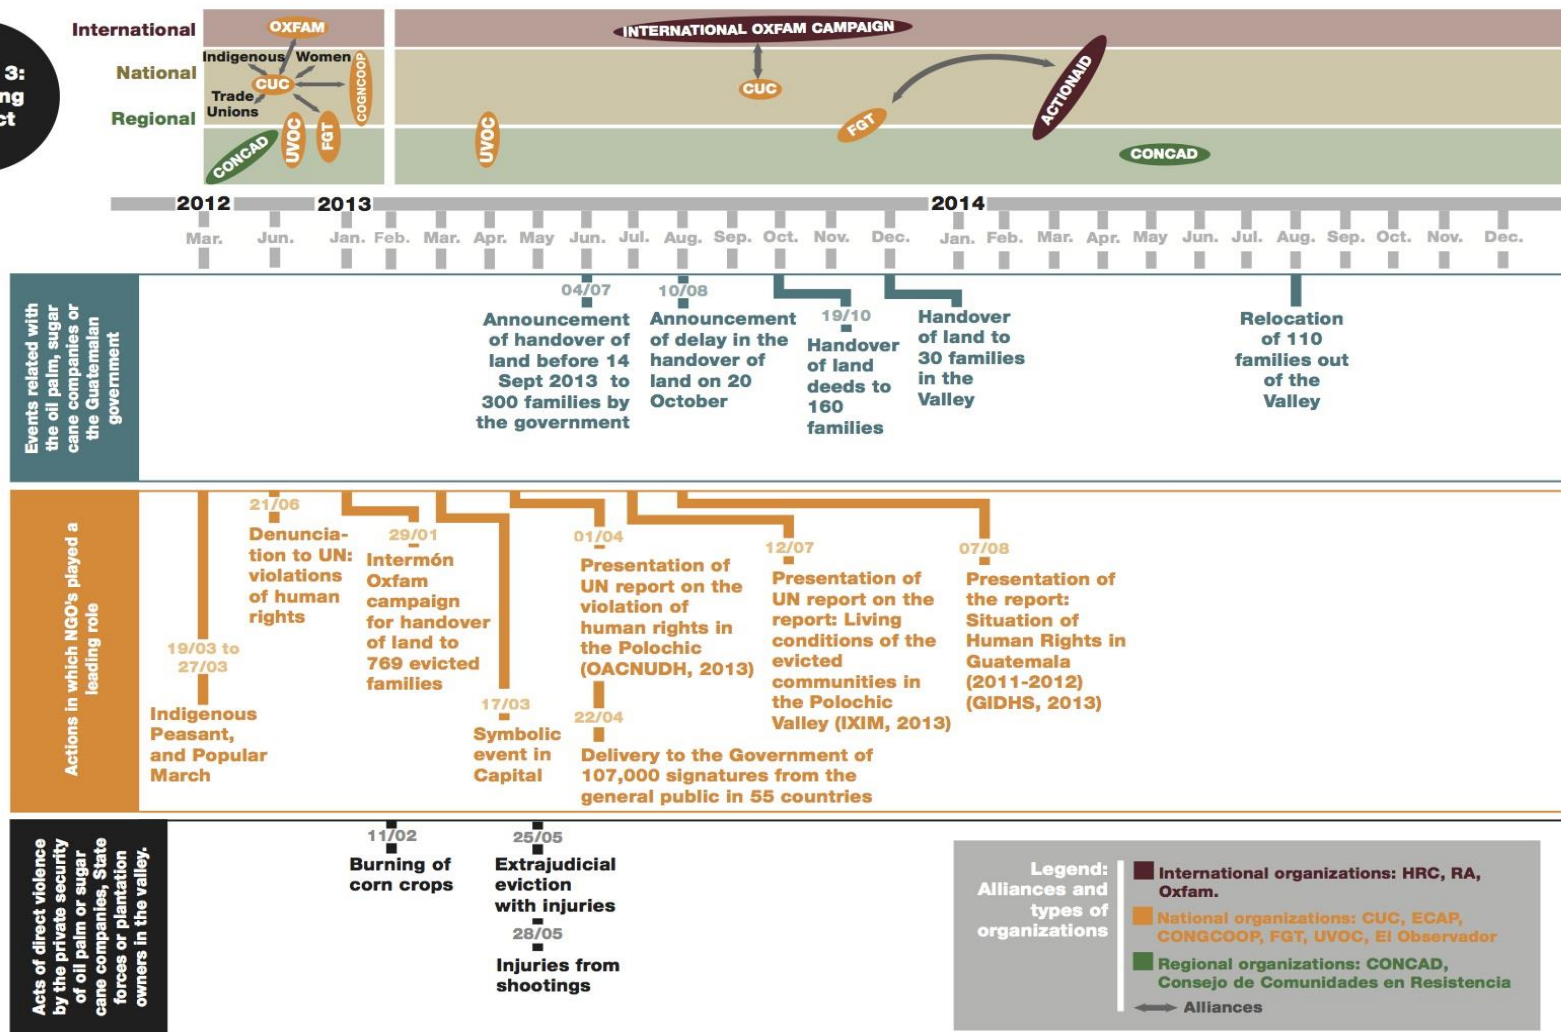 3:
ng
ct
International
National
Regional
OXFAM
Indigenous
Women
CUC
Trade
Unions
COGNCOOP
UVOC
FGT
CONCAD
INTERNATIONAL OXFAM CAMPAIGN
CUC
UVOC
FGT
ACTIONAID
CONCAD
2012
2013
2014
Mar.
Jun.
Jan.
Feb.
Mar.
Apr.
May
Jun.
Jul.
Aug.
Sep.
Oct.
Nov.
Dec.
Jan.
Feb.
Mar.
Apr.
May
Jun.
Jul.
Aug.
Sep.
Oct.
Nov.
Dec.
Events related with
the oil palm, sugar
cane companies or
the Guatemalan
government
04/07
Announcement
of handover of
land before 14
Sept 2013 to
300 families by
the government
10/08
Announcement
of delay in the
handover of
land on 20
October
19/10
Handover
of land
deeds to
160
families
Handover
of land to
30 families
in the
Valley
Relocation
of 110
families out
of the
Valley
Actions in which NGO's played a
leading role
19/03 to
27/03
Indigenous
Peasant,
and Popular
March
21/06
Denuncia-
tion to UN:
violations
of human
rights
29/01
Intermón
Oxfam
campaign
for handover
of land to
769 evicted
families
17/03
Symbolic
event in
Capital
01/04
Presentation of
UN report on the
violation of
human rights in
the Polochic
(OACNUDH, 2013)
22/04
Delivery to the Government of
107,000 signatures from the
general public in 55 countries
12/07
Presentation of
UN report on the
report: Living
conditions of the
evicted
communities in
the Polochic
Valley (IXIM, 2013)
07/08
Presentation of
the report:
Situation of
Human Rights in
Guatemala
(2011-2012)
(GIDHS, 2013)
Acts of direct violence
by the private security
of oil palm or sugar
cane companies, State
forces or plantation
owners in the valley.
11/02
Burning of
corn crops
25/05
Extrajudicial
eviction
with injuries
28/05
Injuries from
shootings
Legend:
Alliances and
types of
organizations
International organizations: HRC, RA,
Oxfam.
National organizations: CUC, ECAP,
CONGCOOP, FGT, UVOC, El Observador
Regional organizations: CONCAD,
Consejo de Comunidades en Resistencia
Alliances